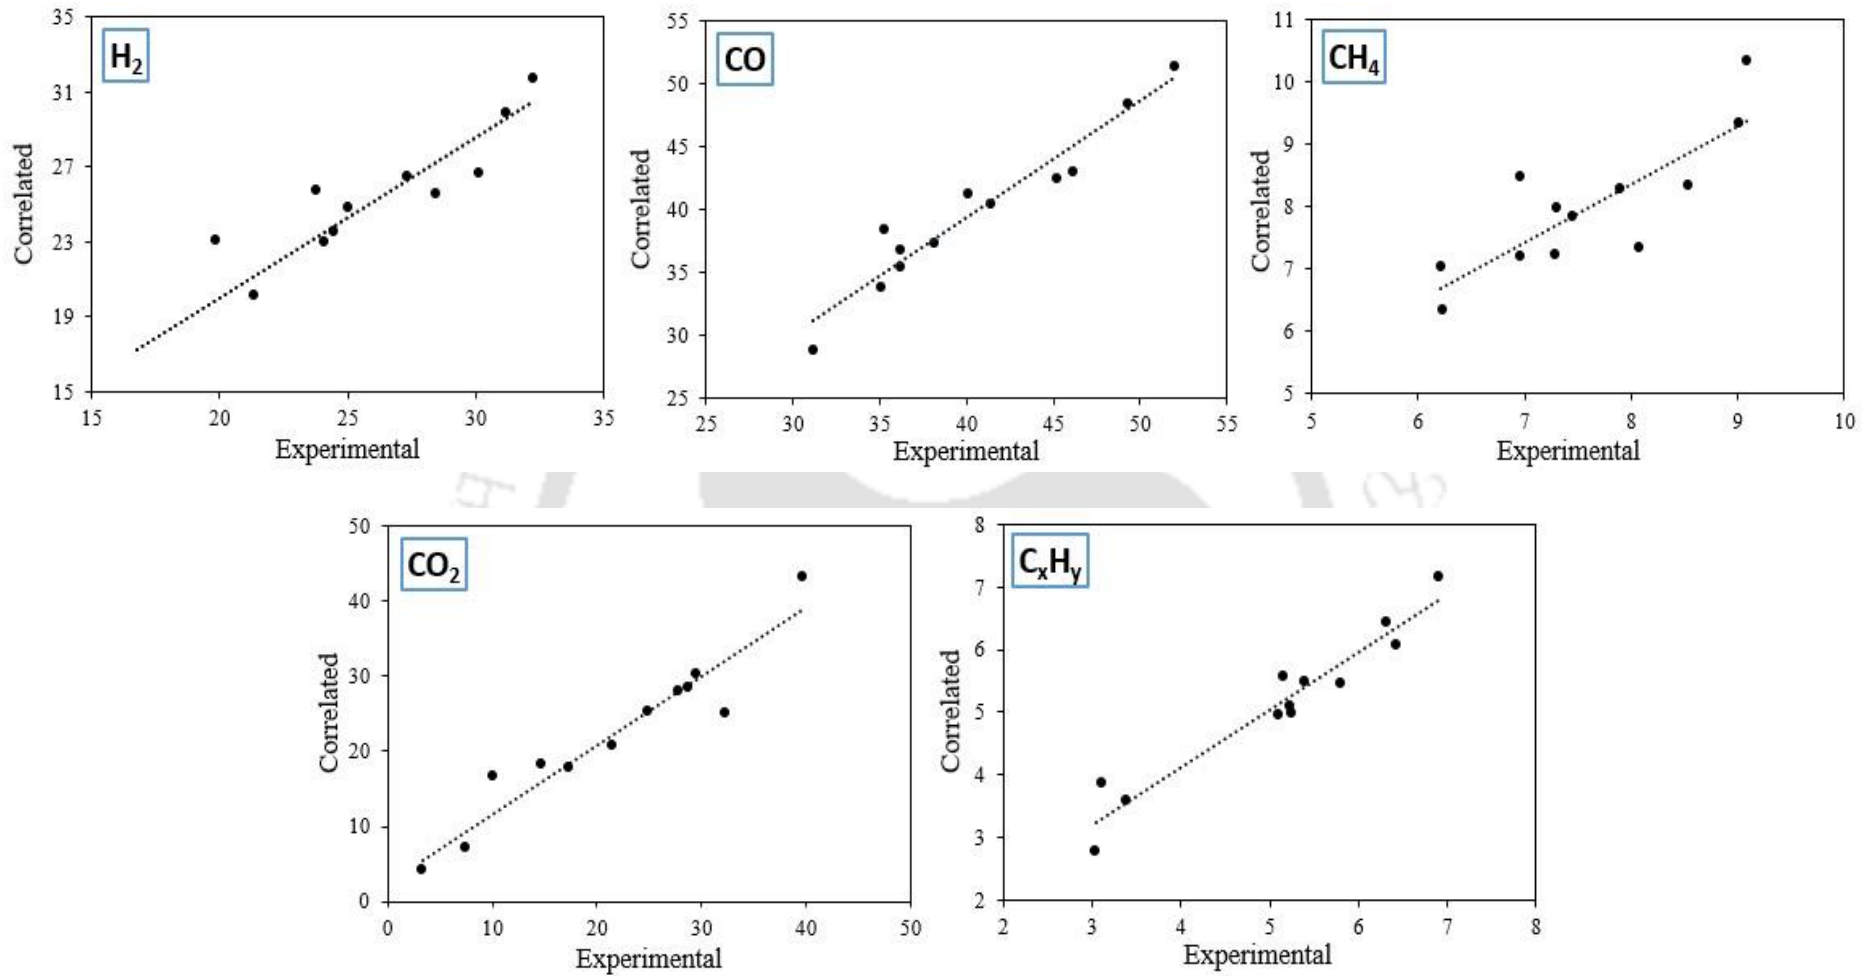 H2
35
31
27
23
19
15
15 20 25 30 35
Correlated
Experimental
CO
55
50
45
40
35
30
25
25 30 35 40 45 50 55
Correlated
Experimental
CH4
11
10
9
8
7
6
5
5 6 7 8 9 10
Correlated
Experimental
CO2
50
40
30
20
10
0
0 10 20 30 40 50
Correlated
Experimental
CxHy
8
7
6
5
4
3
2
2 3 4 5 6 7 8
Correlated
Experimental